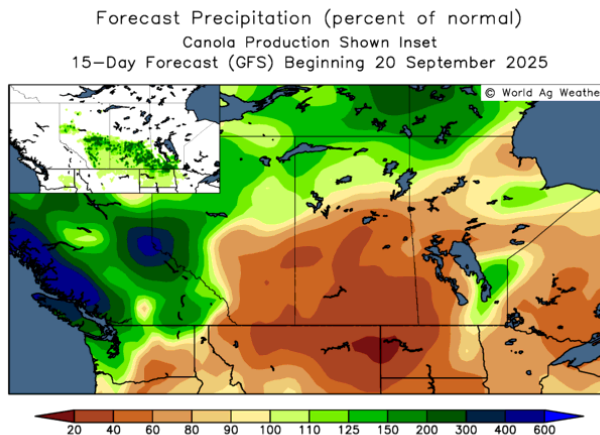 Forecast Precipitation (percent of normal)
Canola Production Shown Inset
15-Day Forecast (GFS) Beginning 20 September 2025
© World Ag Weathe
20 40 60 80 90 100 110 125 150 200 300 400 600